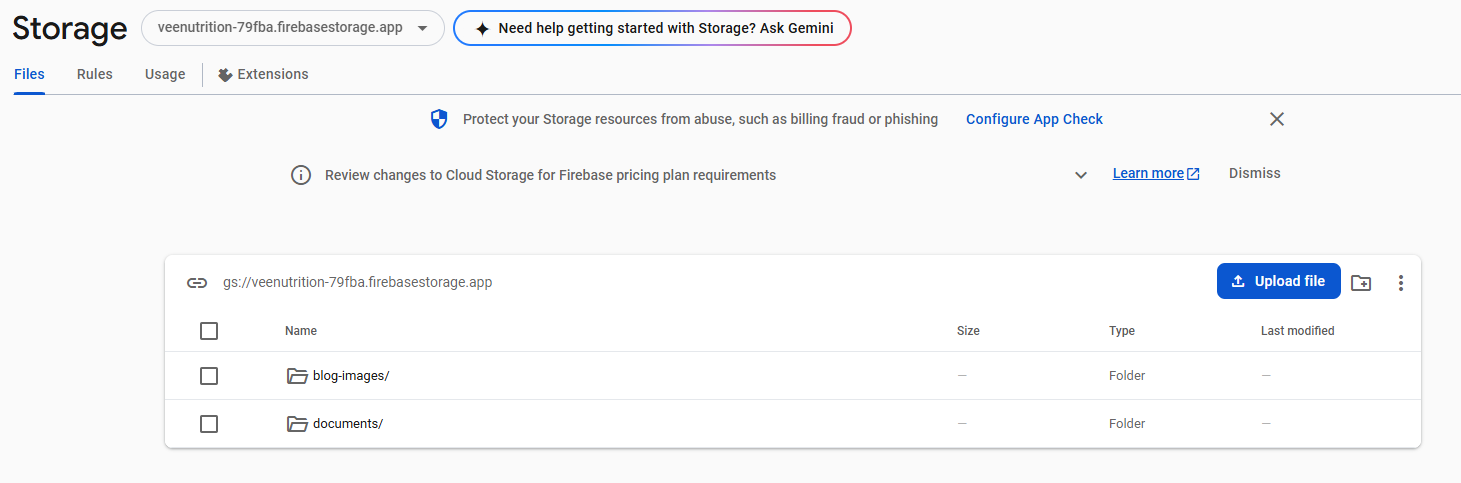 Storage veenutrition-79fba.firebasestorage.app Need help getting started with Storage? Ask Gemini
Files Rules Usage Extensions
Protect your Storage resources from abuse, such as billing fraud or phishing Configure App Check
Review changes to Cloud Storage for Firebase pricing plan requirements Learn more Dismiss
gs://veenutrition-79fba.firebasestorage.app Upload file
Name Size Type Last modified
blog-images/ — Folder —
documents/ — Folder —